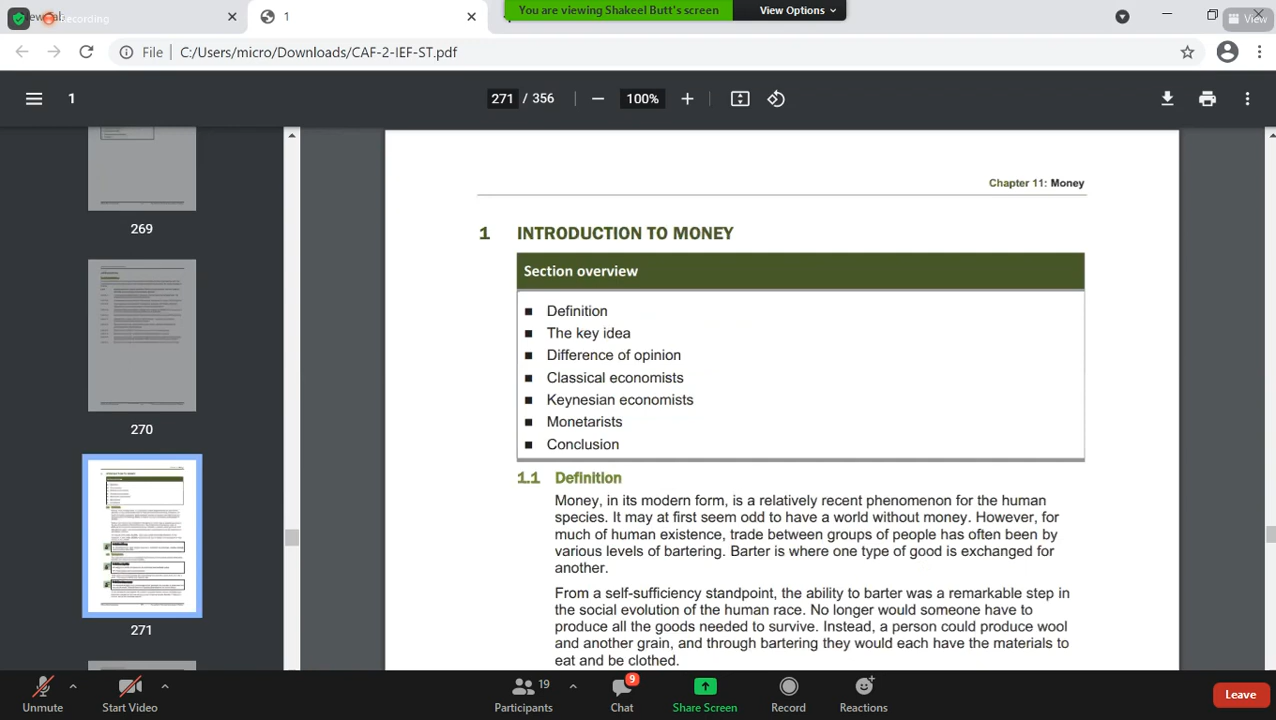 Recording
1
You are viewing Shakeel Butt's screen
View Options
View
File C:/Users/micro/Downloads/CAF-2-IEF-ST.pdf
1
271 / 356
100%
269
270
271
Chapter 11: Money
1 INTRODUCTION TO MONEY
Section overview
■ Definition
■ The key idea
■ Difference of opinion
■ Classical economists
■ Keynesian economists
■ Monetarists
■ Conclusion
1.1 Definition
Money, in its modern form, is a relatively recent phenomenon for the human
species. It may at first seem odd to have a world without money. However, for
much of human existence, trade between groups of people has often been by
various levels of bartering. Barter is where one type of good is exchanged for
another.
From a self-sufficiency standpoint, the ability to barter was a remarkable step in
the social evolution of the human race. No longer would someone have to
produce all the goods needed to survive. Instead, a person could produce wool
and another grain, and through bartering they would each have the materials to
eat and be clothed.
Unmute
Start Video
19
Participants
9
Chat
Share Screen
Record
Reactions
Leave